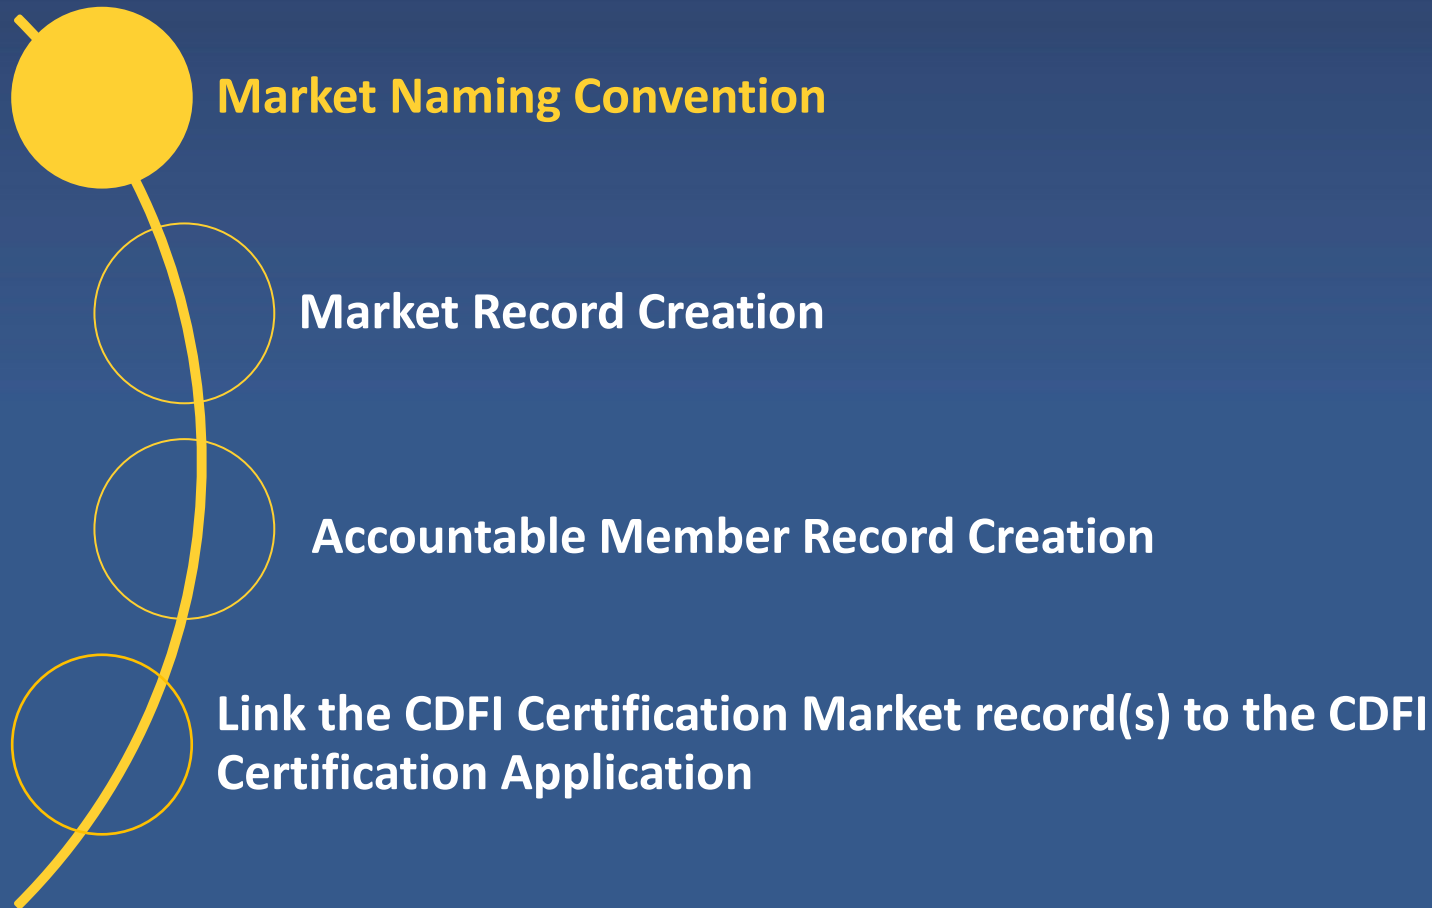 Market Naming Convention
Market Record Creation
Accountable Member Record Creation
Link the CDFI Certification Market record(s) to the CDFI
Certification Application